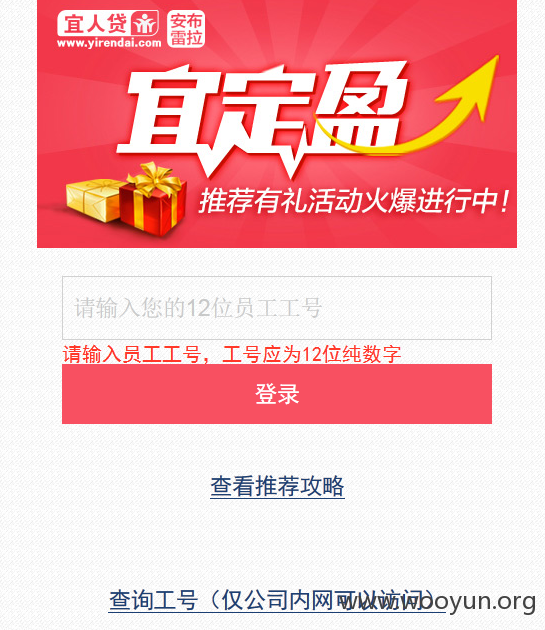 宜人贷
www.yirendai.com
安布
雷拉
宜定盈
推荐有礼活动火爆进行中!
请输入您的12位员工工号
请输入员工工号，工号应为12位纯数字
登录
查看推荐攻略
查询工号（仅公司内网可以访问）
www.wooyun.org